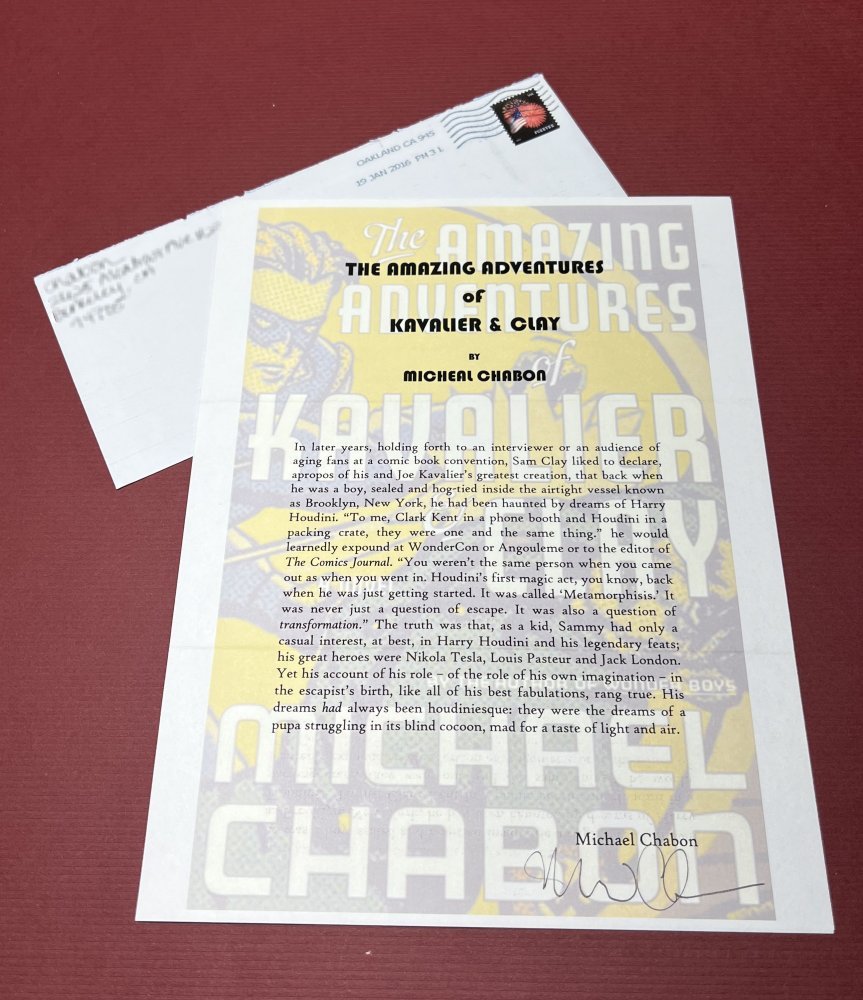 OAKLAND CA 945
19 JAN 2016 PM 3 L
FOREVER
The AMAZING
ADVENTURES
of
KAVALIER
Y
WONDER BOYS
MICHAEL
CHABON
THE AMAZING ADVENTURES
of
KAVALIER & CLAY
BY
MICHEAL CHABON
In later years, holding forth to an interviewer or an audience of
aging fans at a comic book convention, Sam Clay liked to declare,
apropos of his and Joe Kavalier's greatest creation, that back when
he was a boy, sealed and hog-tied inside the airtight vessel known
as Brooklyn, New York, he had been haunted by dreams of Harry
Houdini. “To me, Clark Kent in a phone booth and Houdini in a
packing crate, they were one and the same thing.” he would
learnedly expound at WonderCon or Angouleme or to the editor of
The Comics Journal. “You weren't the same person when you came
out as when you went in. Houdini's first magic act, you know, back
when he was just getting started. It was called ‘Metamorphisis.’ It
was never just a question of escape. It was also a question of
transformation.” The truth was that, as a kid, Sammy had only a
casual interest, at best, in Harry Houdini and his legendary feats;
his great heroes were Nikola Tesla, Louis Pasteur and Jack London.
Yet his account of his role – of the role of his own imagination – in
the escapist's birth, like all of his best fabulations, rang true. His
dreams had always been houdiniesque: they were the dreams of a
pupa struggling in its blind cocoon, mad for a taste of light and air.
Michael Chabon